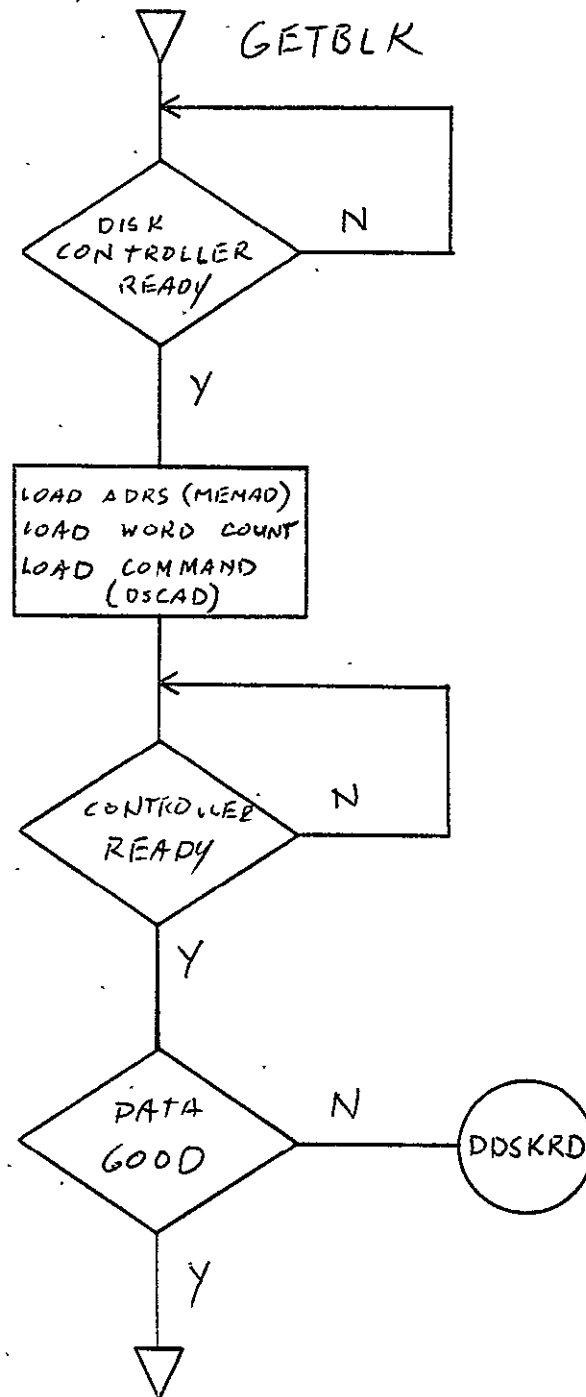 GETBLK
DISK
CONTROLLER
READY
N
Y
LOAD ADRS (MEMAD)
LOAD WORD COUNT
LOAD COMMAND
(DSCAD)
CONTROLLER
READY
N
Y
DATA
GOOD
N
DDSKRD
Y